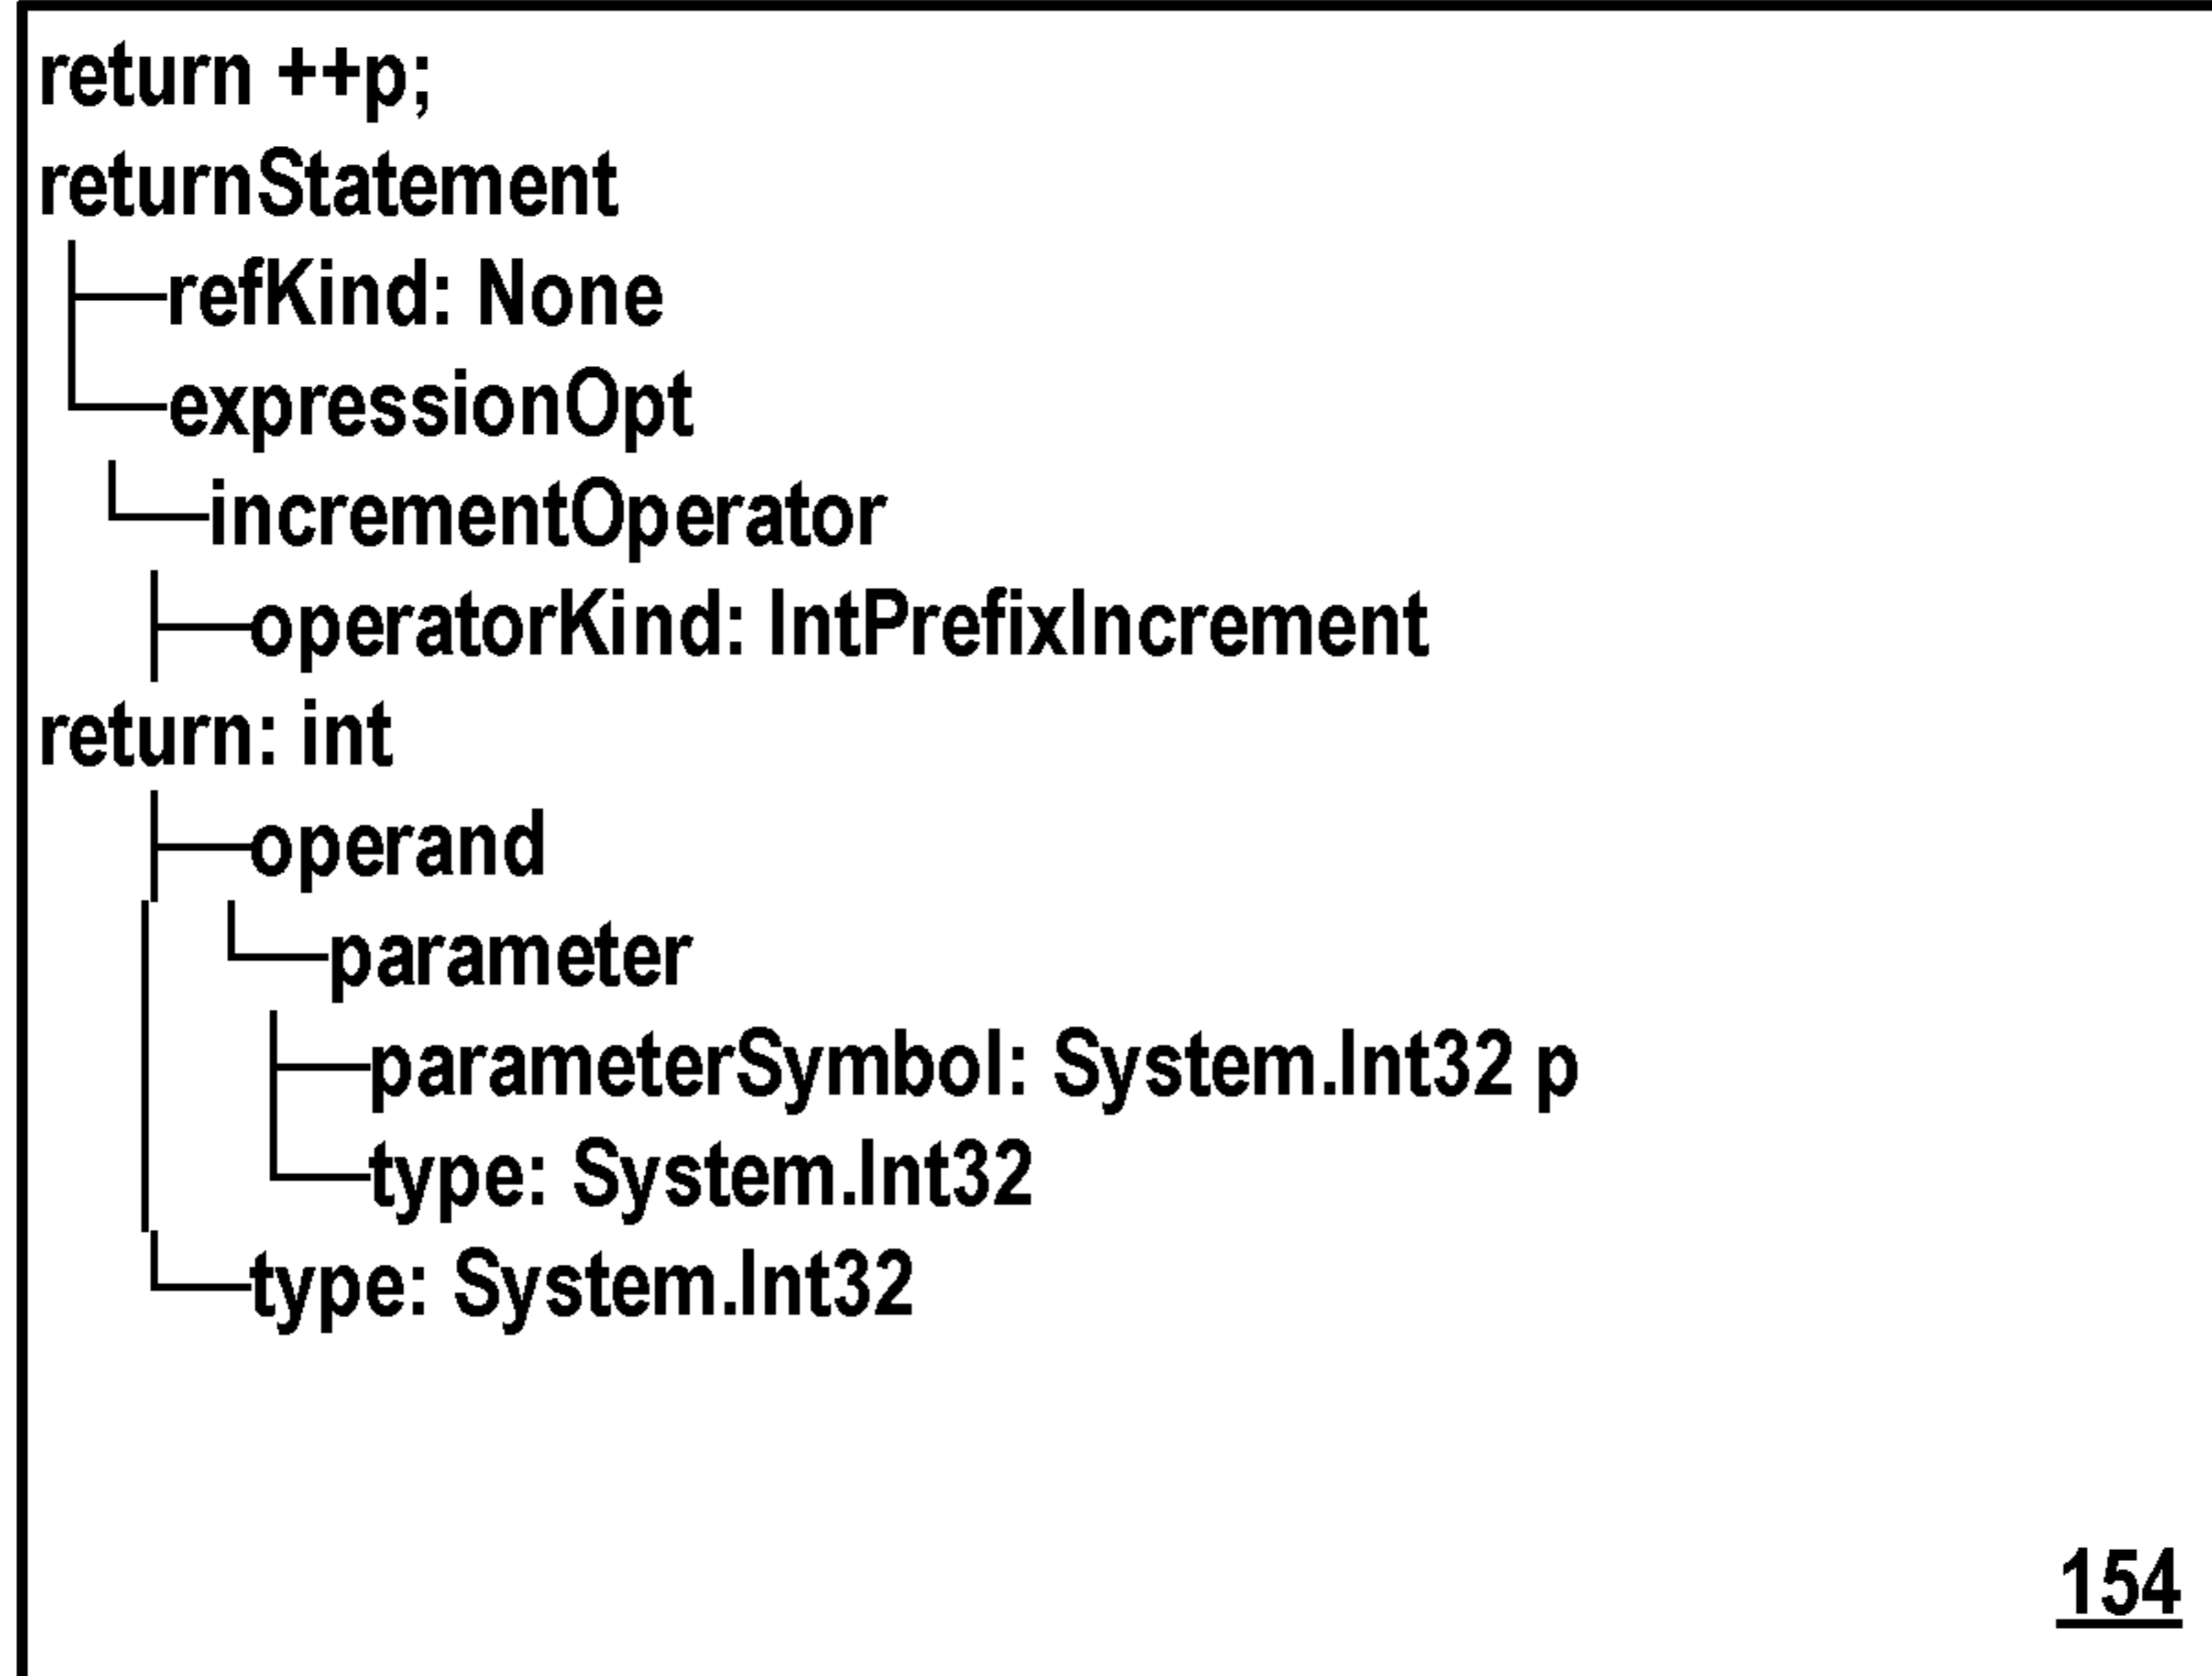 return ++p;
returnStatement
refKind: None
expressionOpt
incrementOperator
operatorKind: IntPrefixIncrement
return: int
operand
parameter
parameterSymbol: System.Int32 p
type: System.Int32
type: System.Int32
154